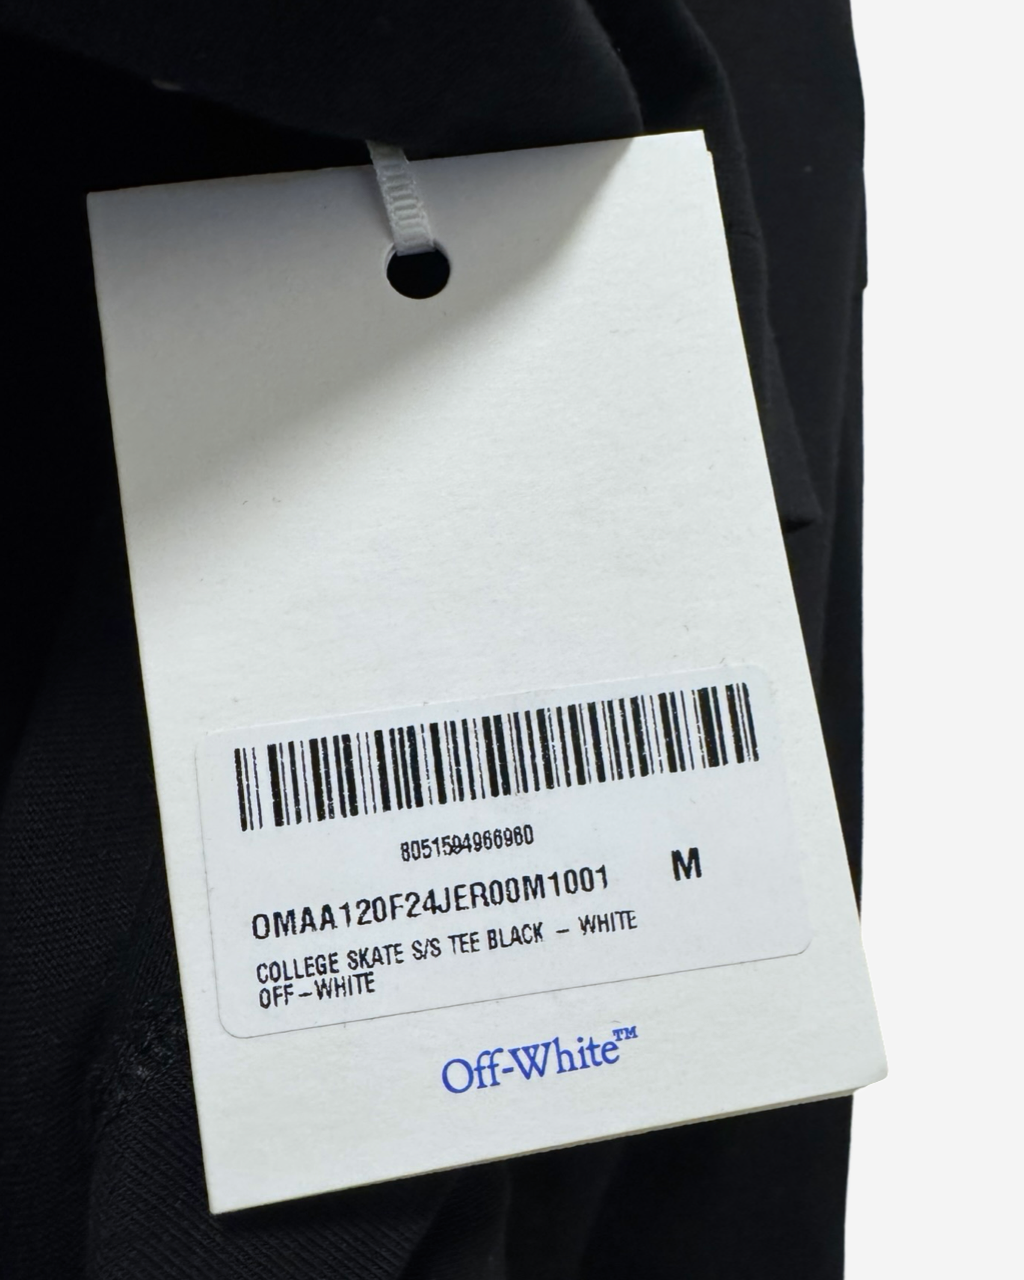 8051594966960
OMAA120F24JER00M1001 M
COLLEGE SKATE S/S TEE BLACK - WHITE
OFF-WHITE
Off-White™